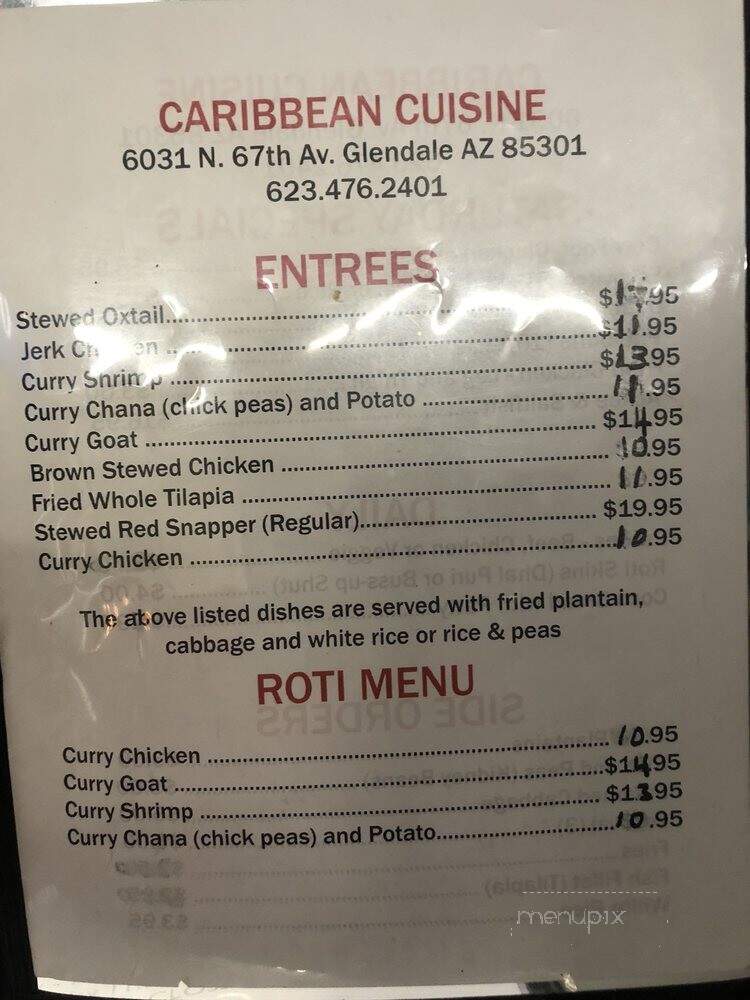 CARIBBEAN CUISINE
6031 N. 67th Av. Glendale AZ 85301
623.476.2401
ENTREES
Stewed Oxtail.......... .95
Jerk Chicken .......... $11.95
Curry Shrimp .......... $13.95
Curry Chana (chick peas) and Potato .......... 11.95
Curry Goat .......... $14.95
Brown Stewed Chicken .......... 10.95
Fried Whole Tilapia .......... 11.95
Stewed Red Snapper (Regular).......... $19.95
Curry Chicken .......... 10.95
The above listed dishes are served with fried plantain,
cabbage and white rice or rice & peas
ROTI MENU
Curry Chicken .......... 10.95
Curry Goat .......... $14.95
Curry Shrimp .......... $13.95
Curry Chana (chick peas) and Potato.......... 10.95
menupix